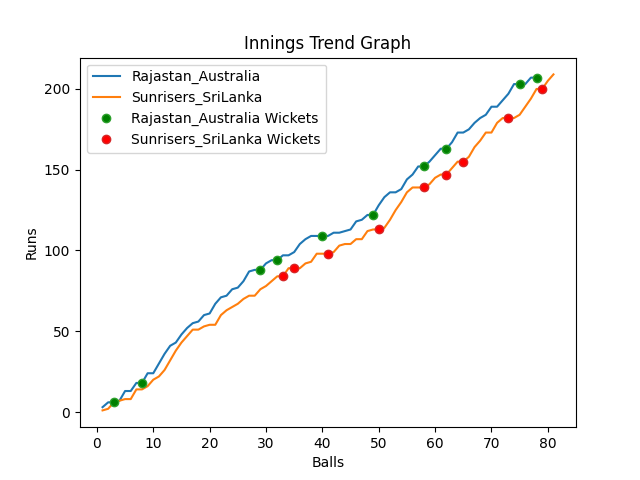 Innings Trend Graph
Rajastan_Australia
Sunrisers_SriLanka
Rajastan_Australia Wickets
Sunrisers_SriLanka Wickets
Runs
200
150
100
50
0
0 10 20 30 40 50 60 70 80
Balls